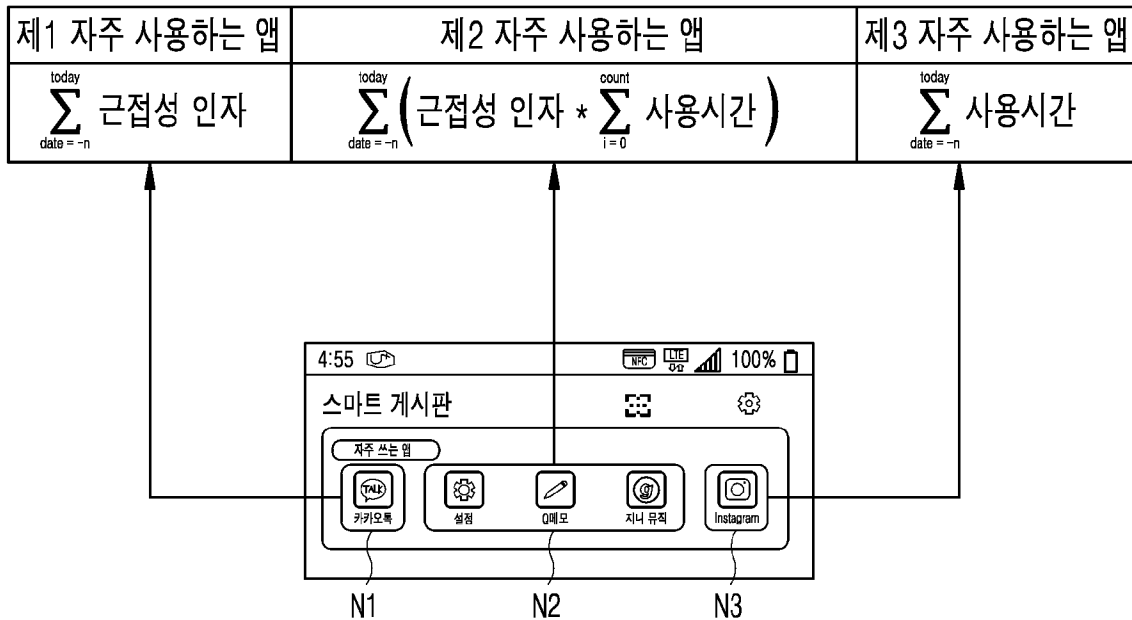 제1 자주 사용하는 앱
제2 자주 사용하는 앱
제3 자주 사용하는 앱
today
∑ 근접성 인자
date = -n
today
count
∑(근접성 인자 * ∑ 사용시간)
date = -n
i = 0
today
∑ 사용시간
date = -n
4:55 NFC LTE 100%
스마트 게시판
자주 쓰는 앱
TALK
g
카카오톡
설정
Q메모
지니 뮤직
Instagram
N1
N2
N3